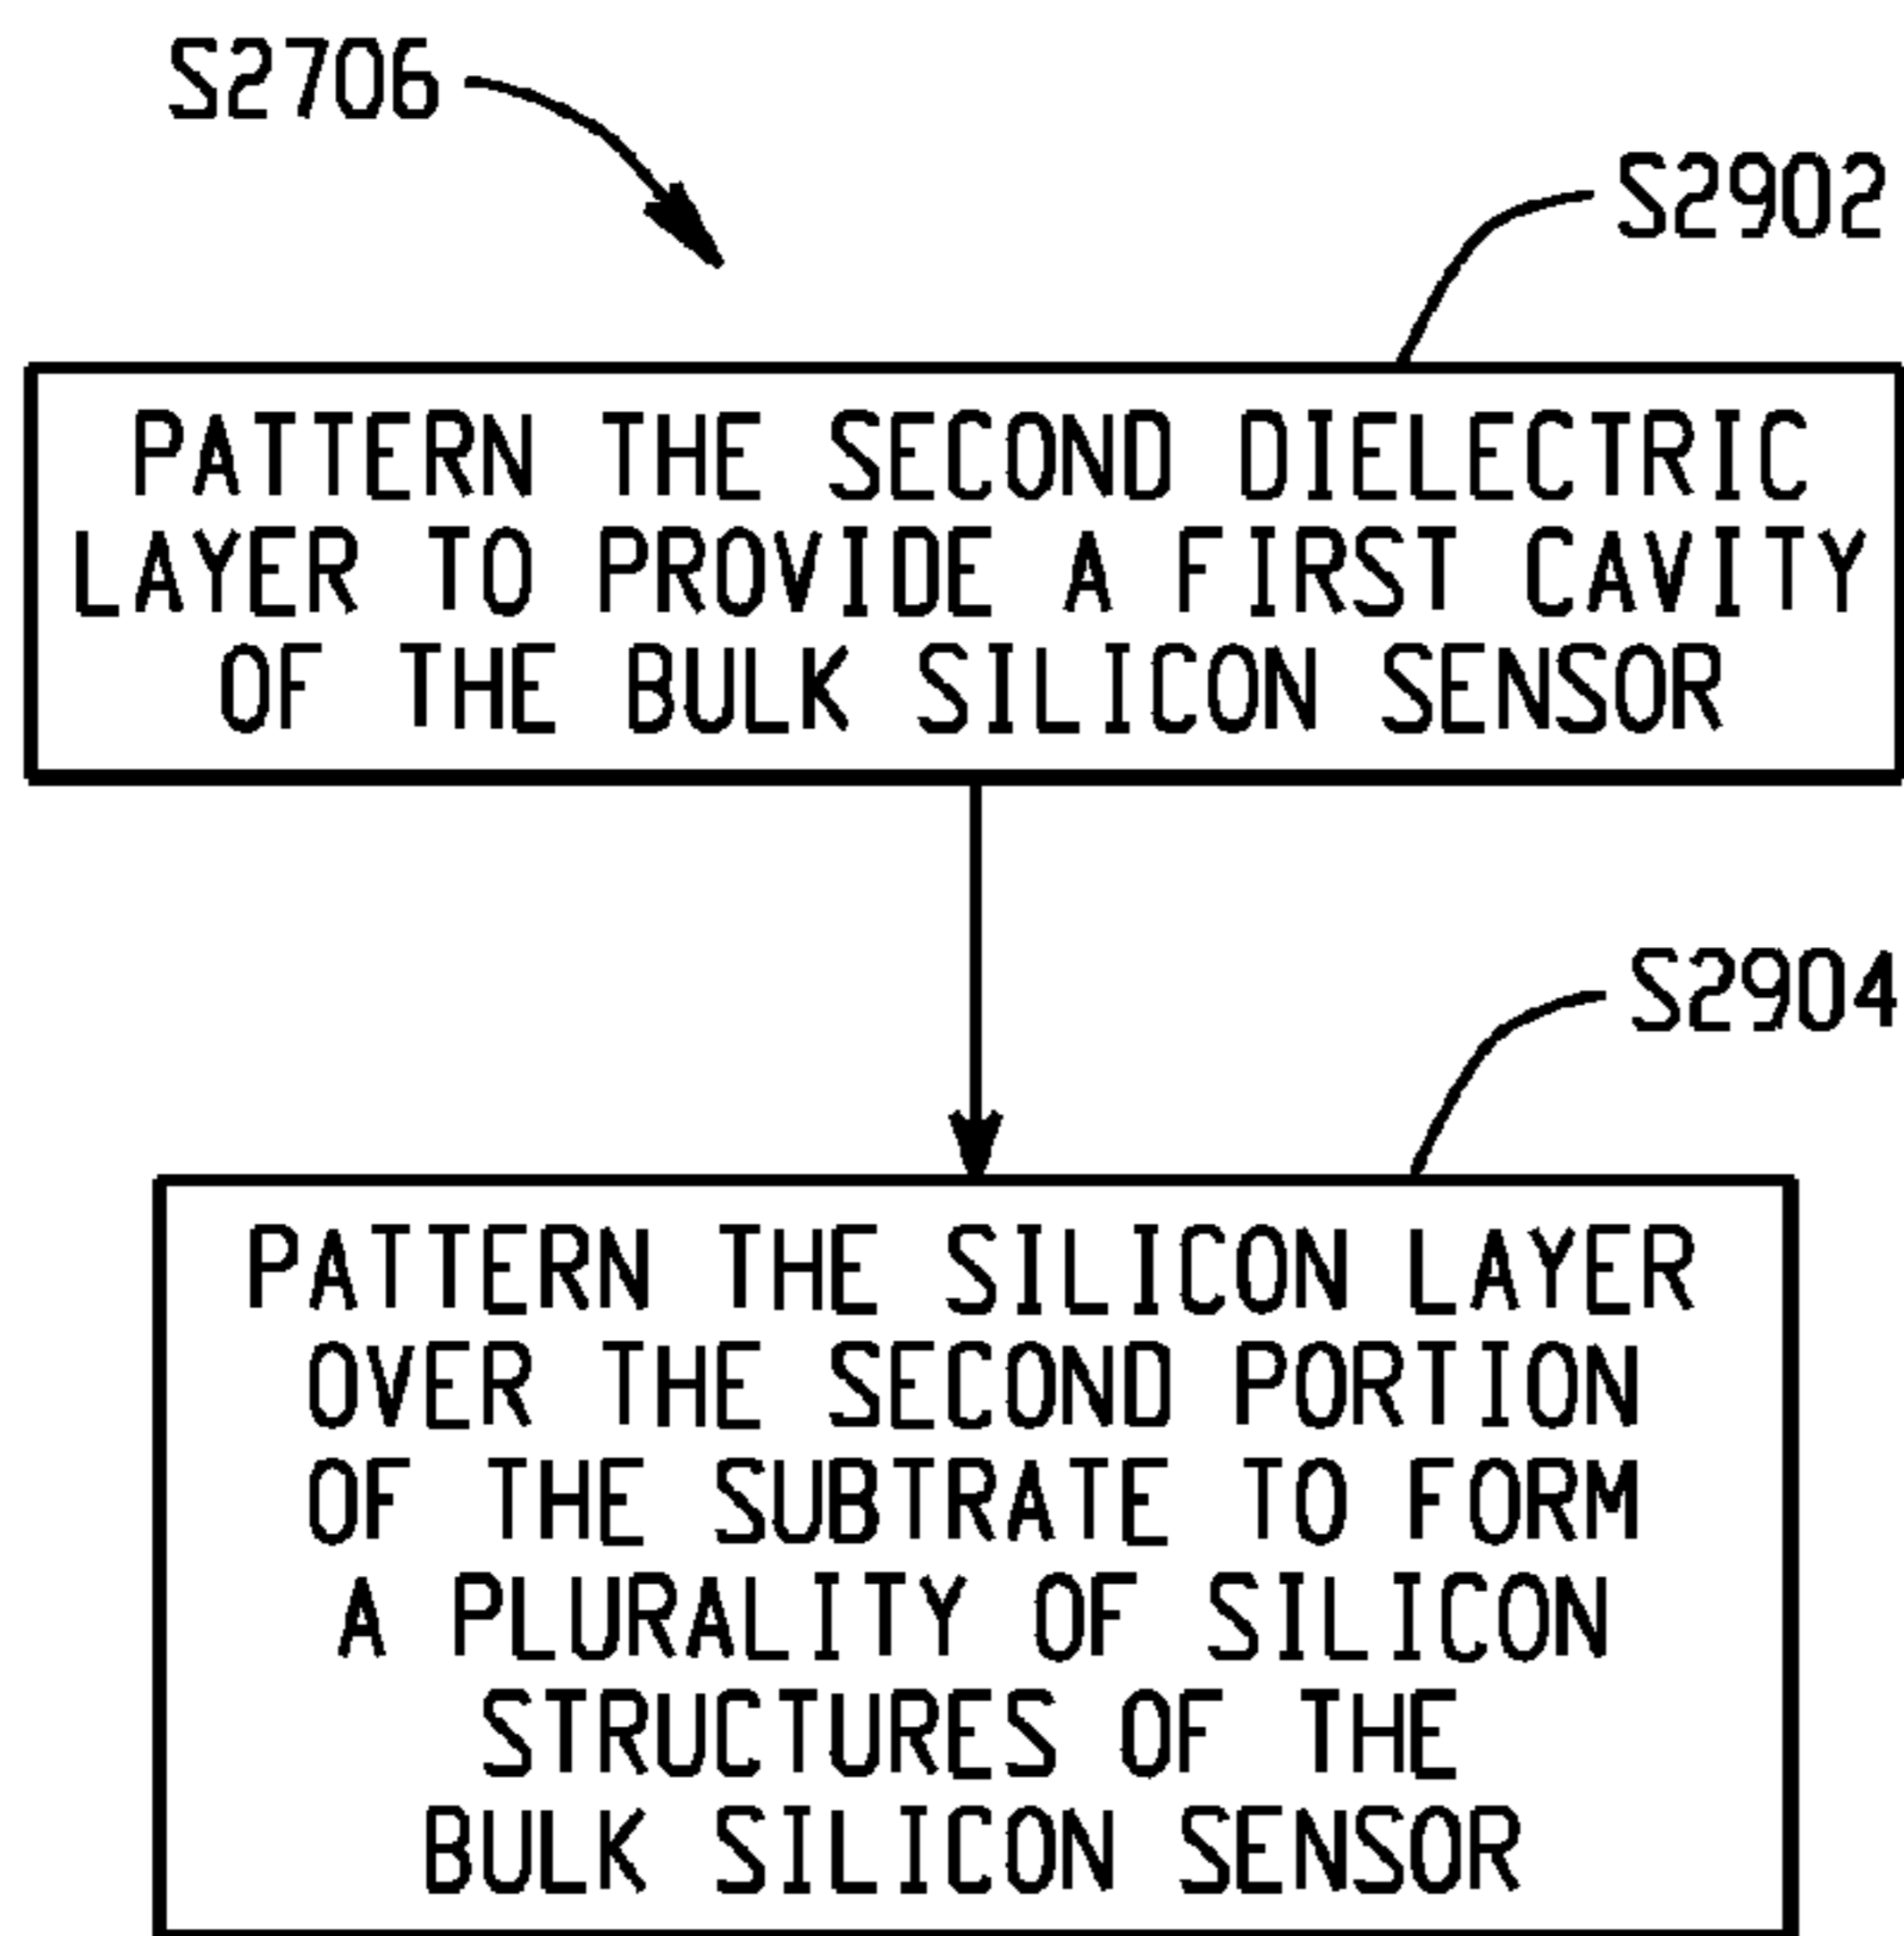 S2706
S2902
PATTERN THE SECOND DIELECTRIC
LAYER TO PROVIDE A FIRST CAVITY
OF THE BULK SILICON SENSOR
S2904
PATTERN THE SILICON LAYER
OVER THE SECOND PORTION
OF THE SUBTRATE TO FORM
A PLURALITY OF SILICON
STRUCTURES OF THE
BULK SILICON SENSOR